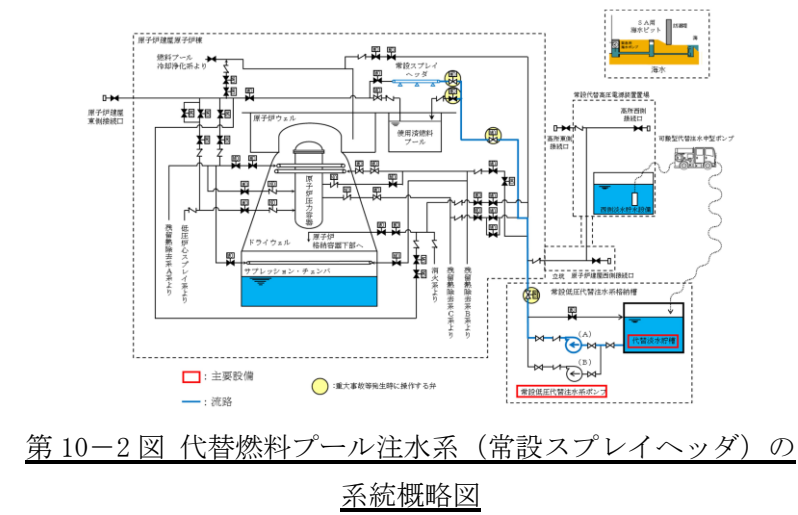 原子炉建屋原子炉棟
燃料プール
冷却浄化系より
常設スプレイ
ヘッダ
原子炉建屋
東側接続口
原子炉ウェル
使用済燃料
プール
原子炉圧力容器
ドライウェル
原子炉
格納容器下部へ
サプレッション・チェンバ
残留熱除去系A系より
低圧炉心スプレイ系より
消火系より
残留熱除去系C系より
残留熱除去系B系より
SA用
海水ピット
防潮堤
海
海水
常設代替高圧電源装置置場
高所東側
接続口
高所西側
接続口
可搬型代替注水中型ポンプ
西側淡水貯水設備
立坑
原子炉建屋西側接続口
常設低圧代替注水系格納槽
(A)
(B)
代替淡水貯槽
常設低圧代替注水系ポンプ
:主要設備
:流路
:重大事故等発生時に操作する弁
第10-2図 代替燃料プール注水系(常設スプレイヘッダ)の
系統概略図